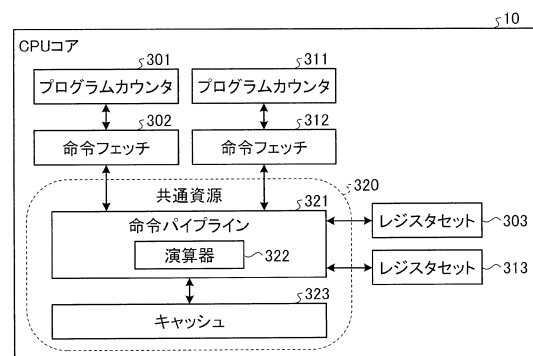 10
CPUコア
301
311
プログラムカウンタ
プログラムカウンタ
302
312
命令フェッチ
命令フェッチ
320
共通資源
321
命令パイプライン
レジスタセット
303
演算器
322
レジスタセット
313
323
キャッシュ